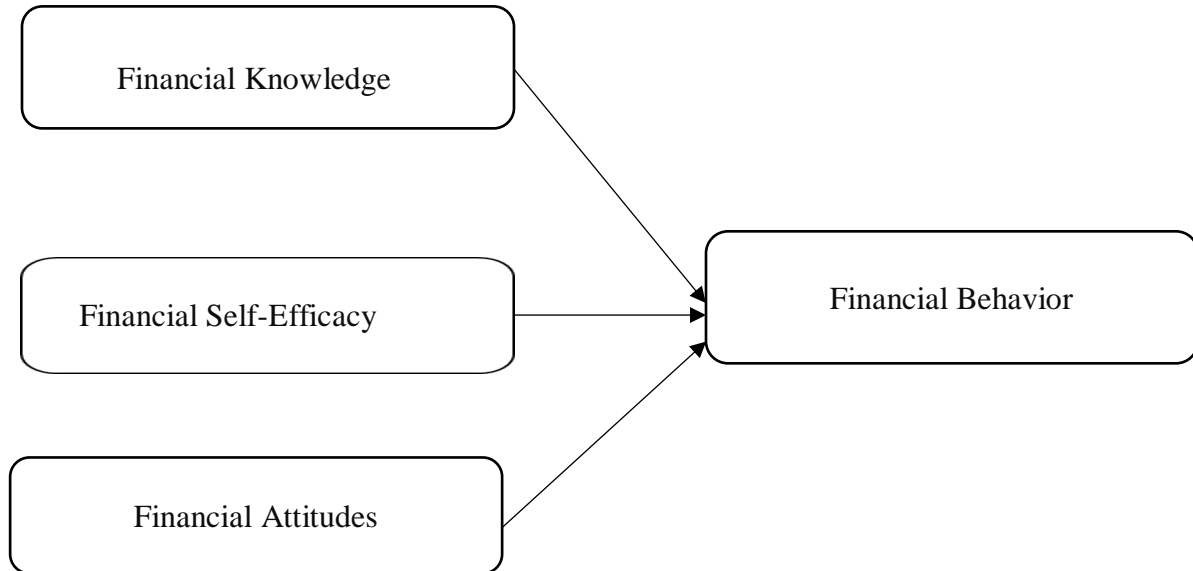 Financial Knowledge
Financial Self-Efficacy
Financial Behavior
Financial Attitudes